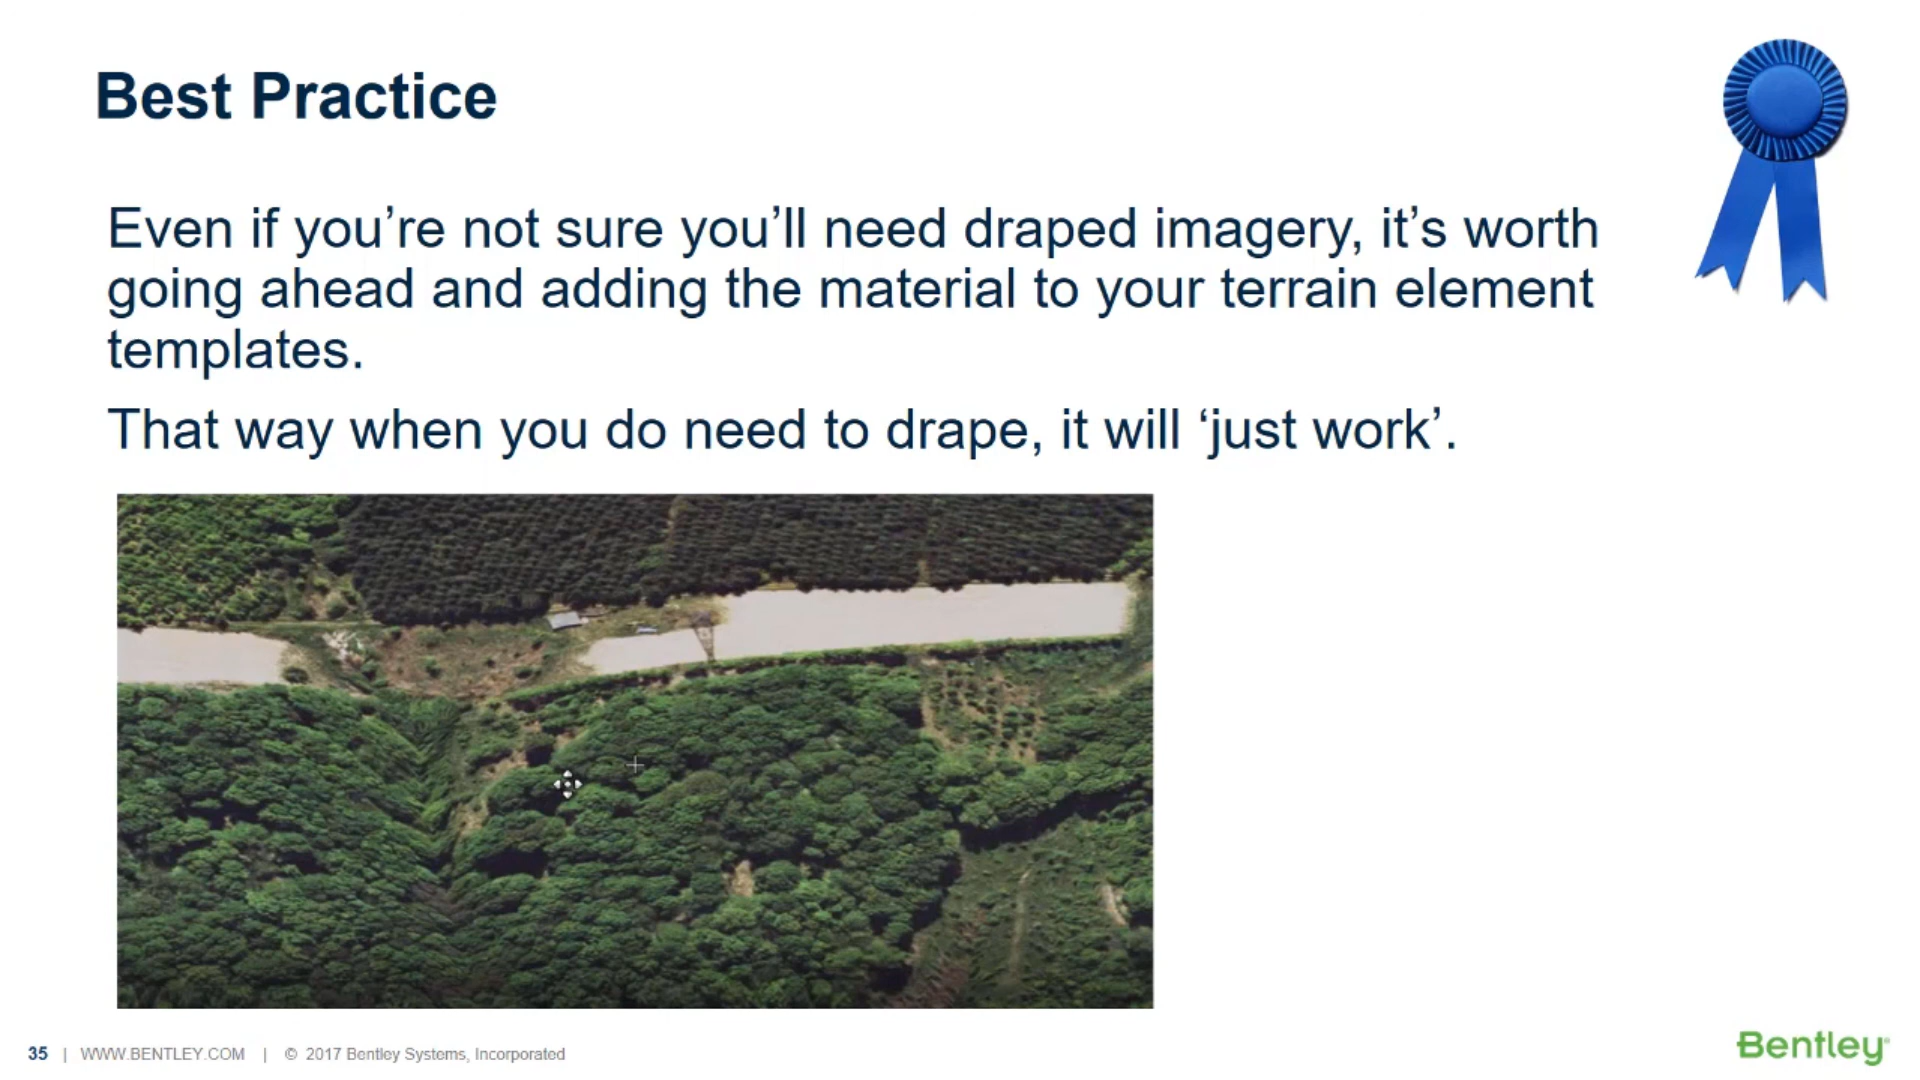 Best Practice
Even if you’re not sure you’ll need draped imagery, it’s worth
going ahead and adding the material to your terrain element
templates.
That way when you do need to drape, it will ‘just work’.
35 | WWW.BENTLEY.COM | © 2017 Bentley Systems, Incorporated
Bentley®